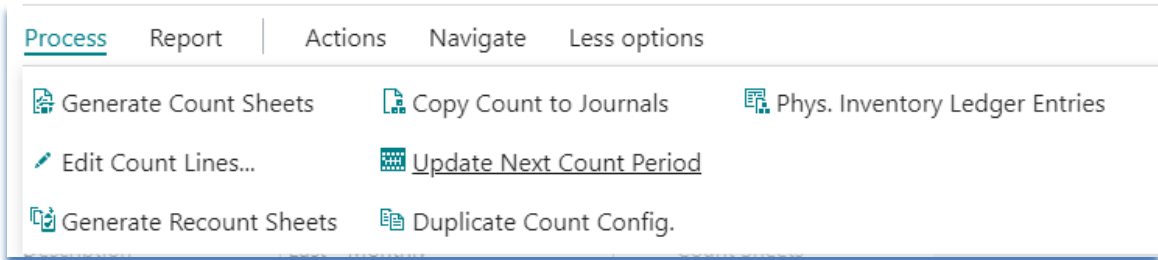 Process Report Actions Navigate Less options
Generate Count Sheets Copy Count to Journals Phys. Inventory Ledger Entries
Edit Count Lines... Update Next Count Period
Generate Recount Sheets Duplicate Count Config.